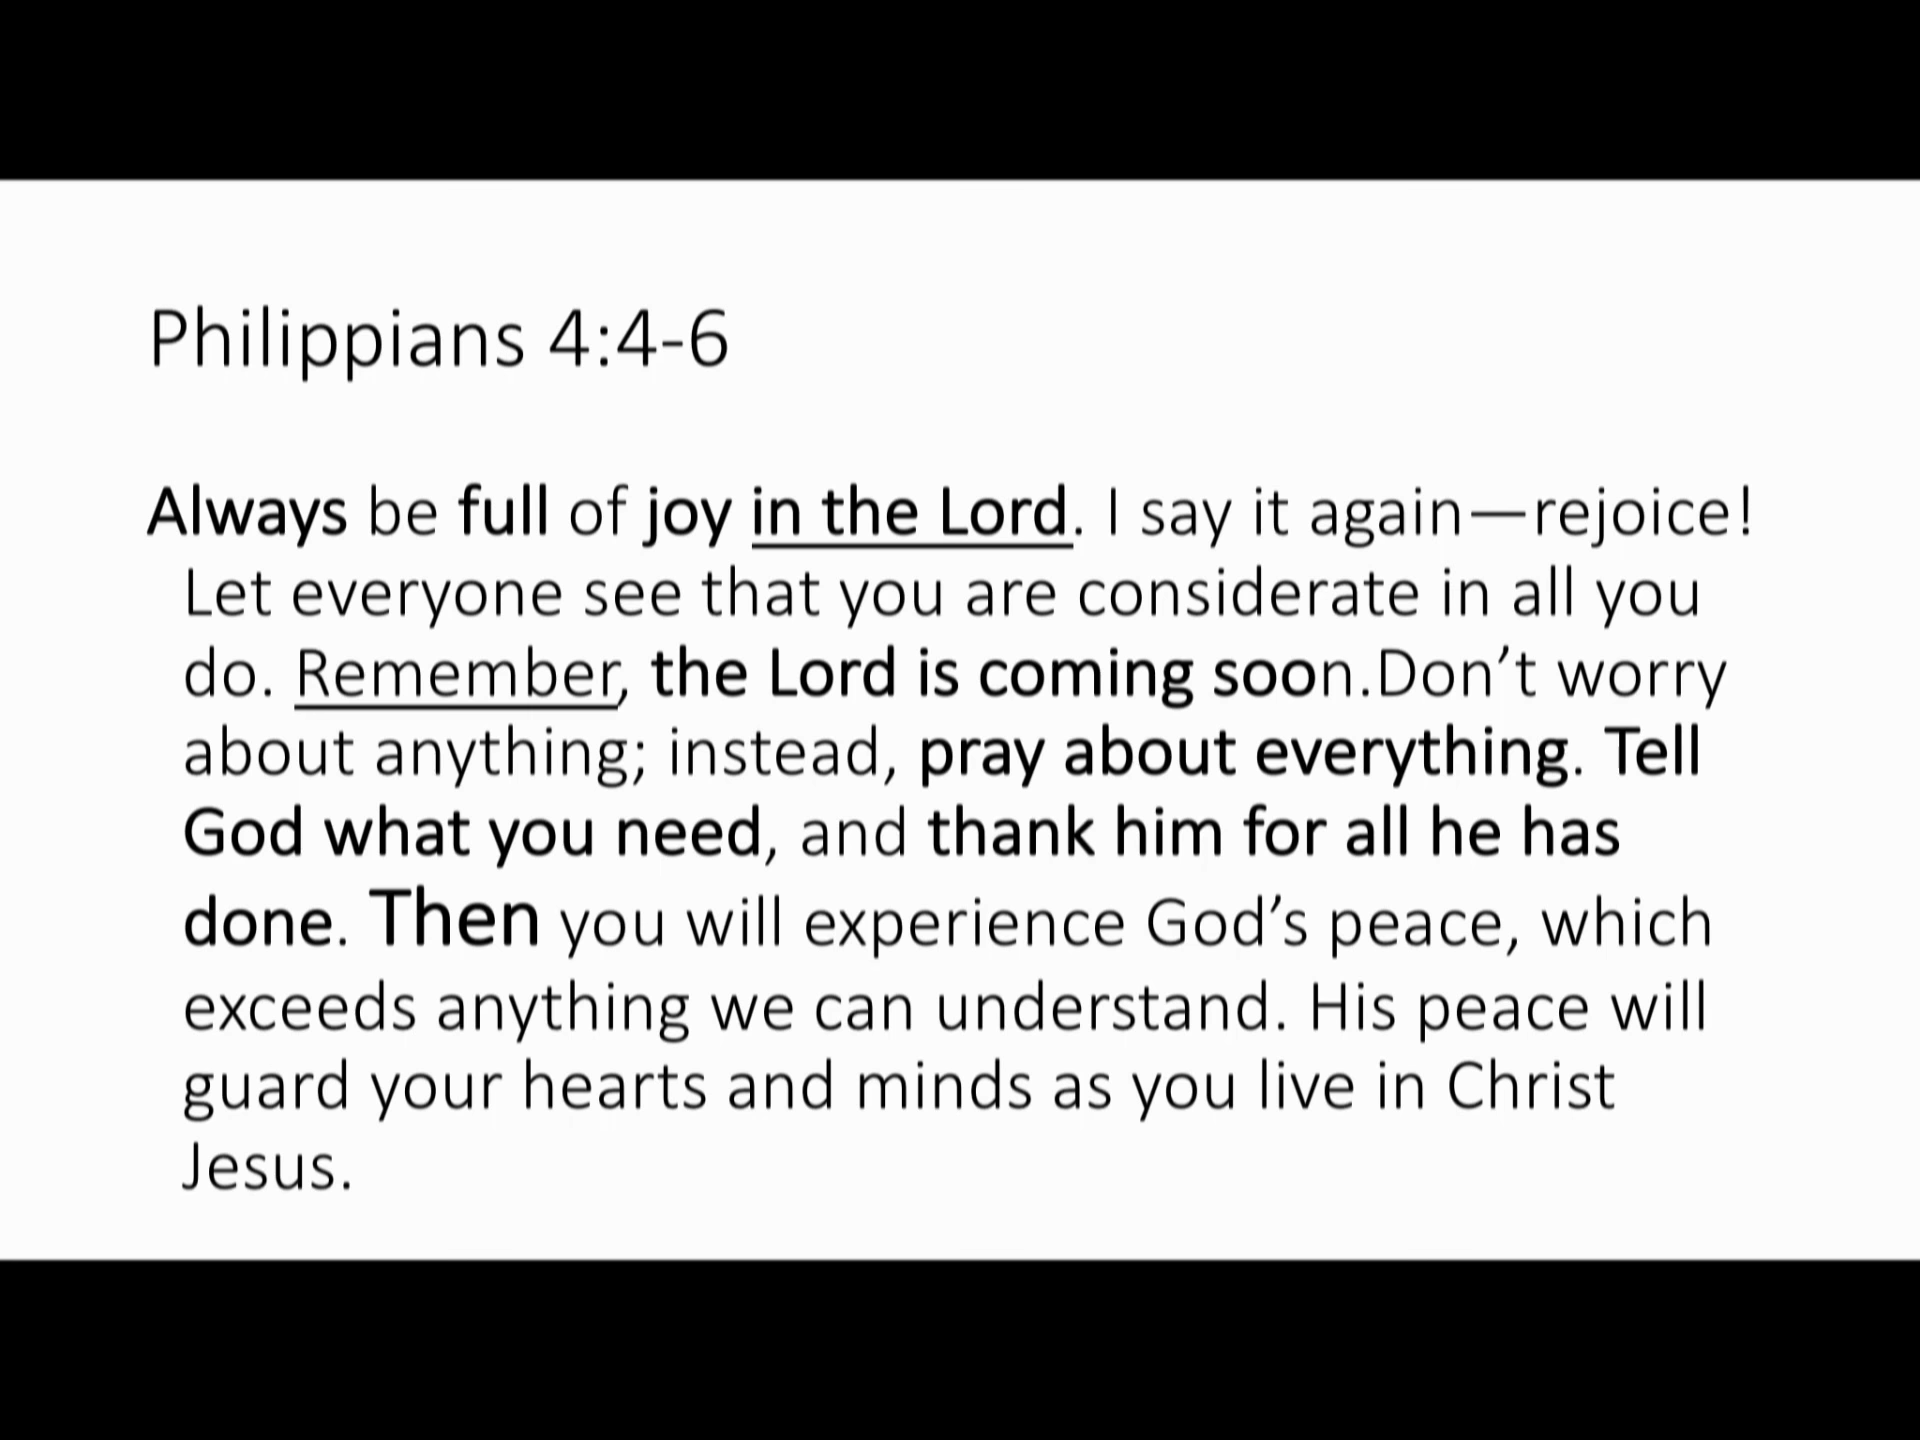 Philippians 4:4-6
Always be full of joy in the Lord. I say it again—rejoice!
Let everyone see that you are considerate in all you
do. Remember, the Lord is coming soon.Don’t worry
about anything; instead, pray about everything. Tell
God what you need, and thank him for all he has
done. Then you will experience God’s peace, which
exceeds anything we can understand. His peace will
guard your hearts and minds as you live in Christ
Jesus.